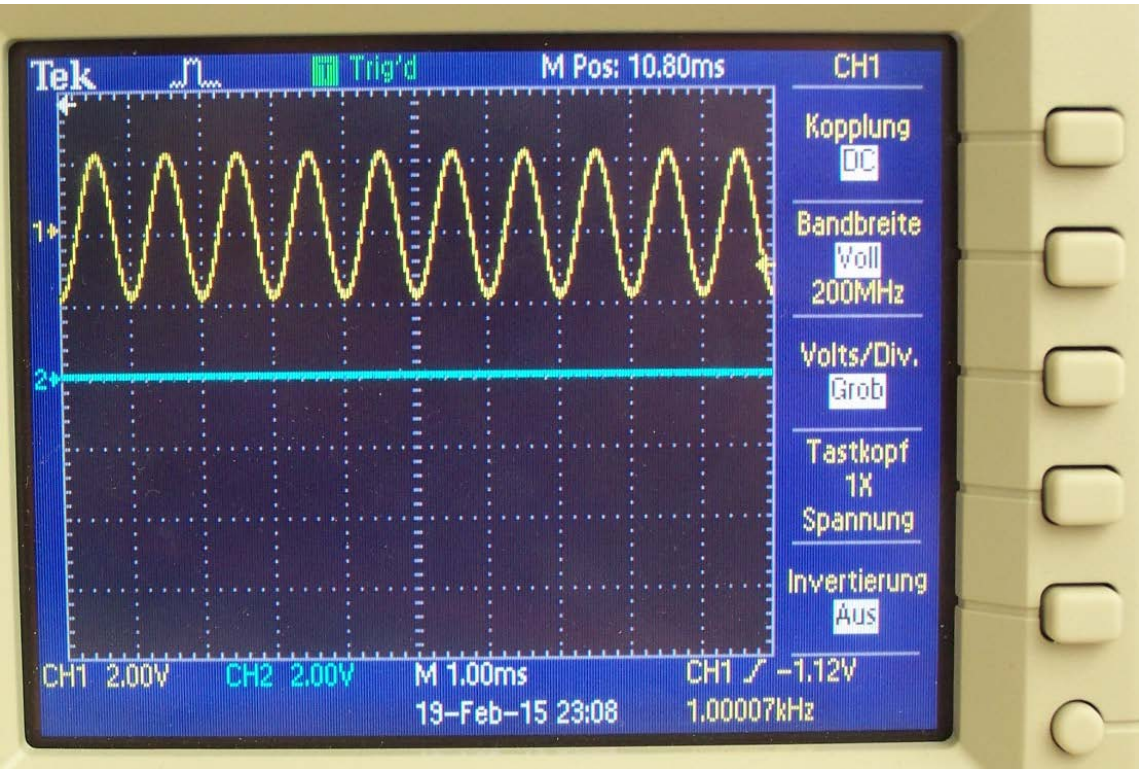 Tek T Trig'd M Pos: 10.80ms CH1
Kopplung
DC
1
Bandbreite
Voll
200MHz
Volts/Div.
Grob
2
Tastkopf
1X
Spannung
Invertierung
Aus
CH1 2.00V CH2 2.00V M 1.00ms CH1 -1.12V
19-Feb-15 23:08 1.00007kHz